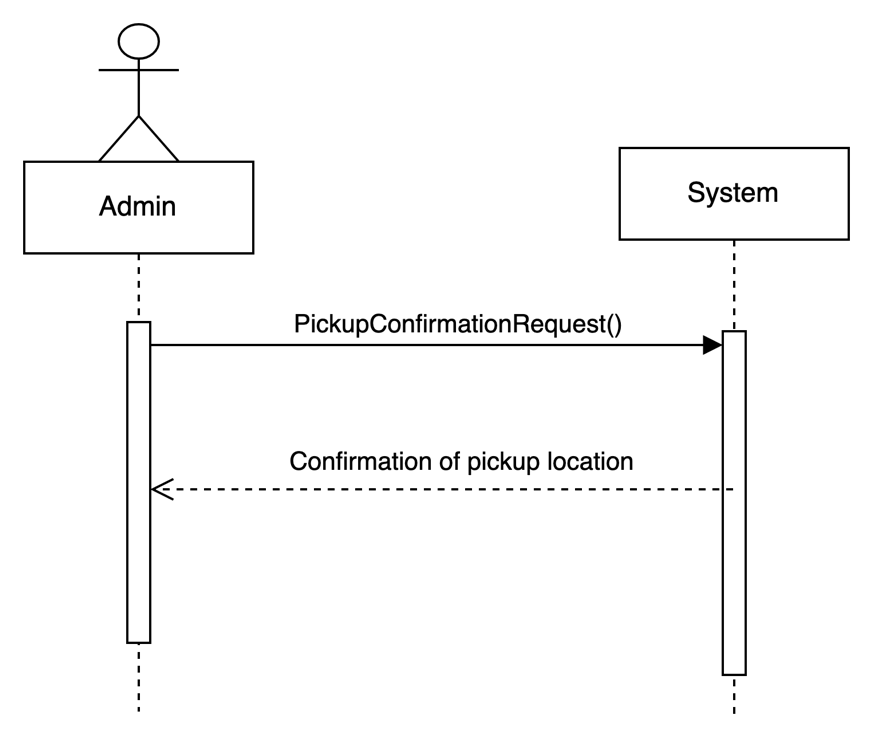 Admin
System
PickupConfirmationRequest()
Confirmation of pickup location